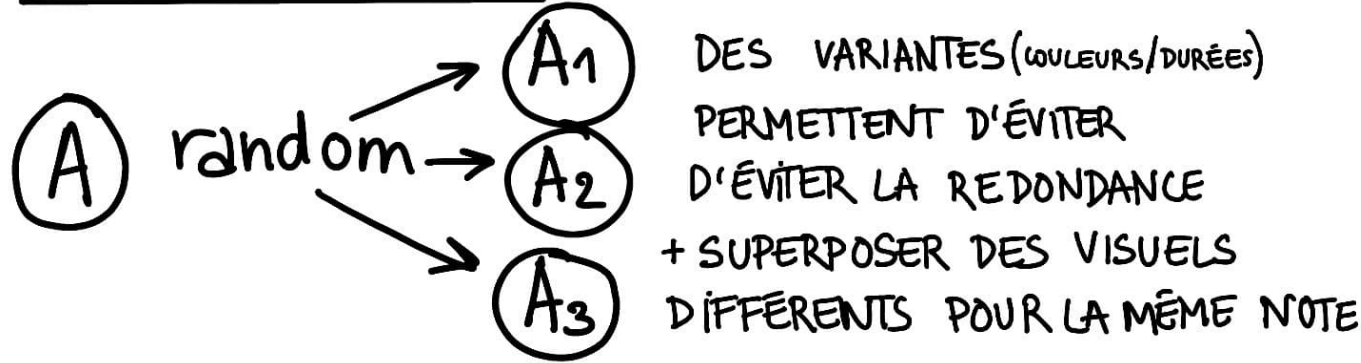 A random
A1
A2
A3
DES VARIANTES (COULEURS/DURÉES)
PERMETTENT D'ÉVITER
D'ÉVITER LA REDONDANCE
+ SUPERPOSER DES VISUELS
DIFFÉRENTS POUR LA MÊME NOTE